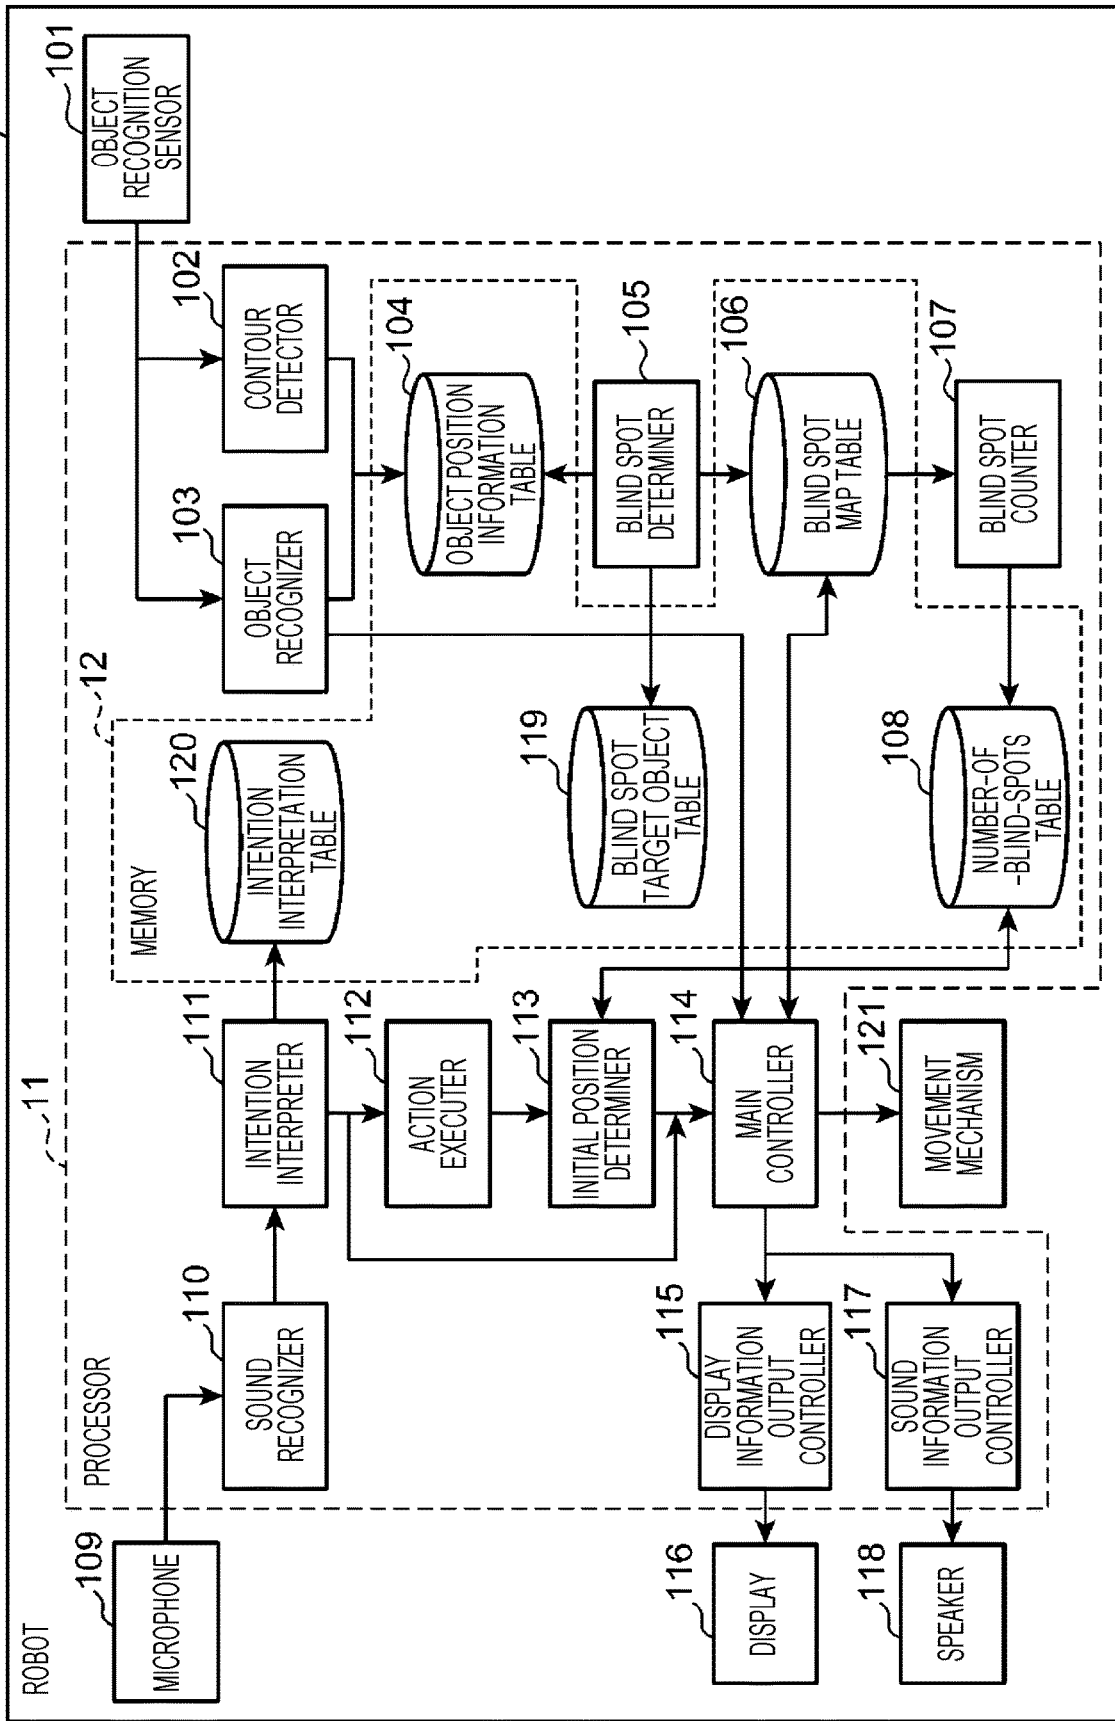 ROBOT
109
MICROPHONE
11
PROCESSOR
110
SOUND
RECOGNIZER
111
INTENTION
INTERPRETER
12
MEMORY
120
INTENTION
INTERPRETATION
TABLE
103
OBJECT
RECOGNIZER
102
CONTOUR
DETECTOR
101
OBJECT
RECOGNITION
SENSOR
112
ACTION
EXECUTER
104
OBJECT POSITION
INFORMATION
TABLE
113
INITIAL POSITION
DETERMINER
119
BLIND SPOT
TARGET OBJECT
TABLE
105
BLIND SPOT
DETERMINER
116
DISPLAY
115
DISPLAY
INFORMATION
OUTPUT
CONTROLLER
114
MAIN
CONTROLLER
106
BLIND SPOT
MAP TABLE
118
SPEAKER
117
SOUND
INFORMATION
OUTPUT
CONTROLLER
121
MOVEMENT
MECHANISM
108
NUMBER-OF
-BLIND-SPOTS
TABLE
107
BLIND SPOT
COUNTER